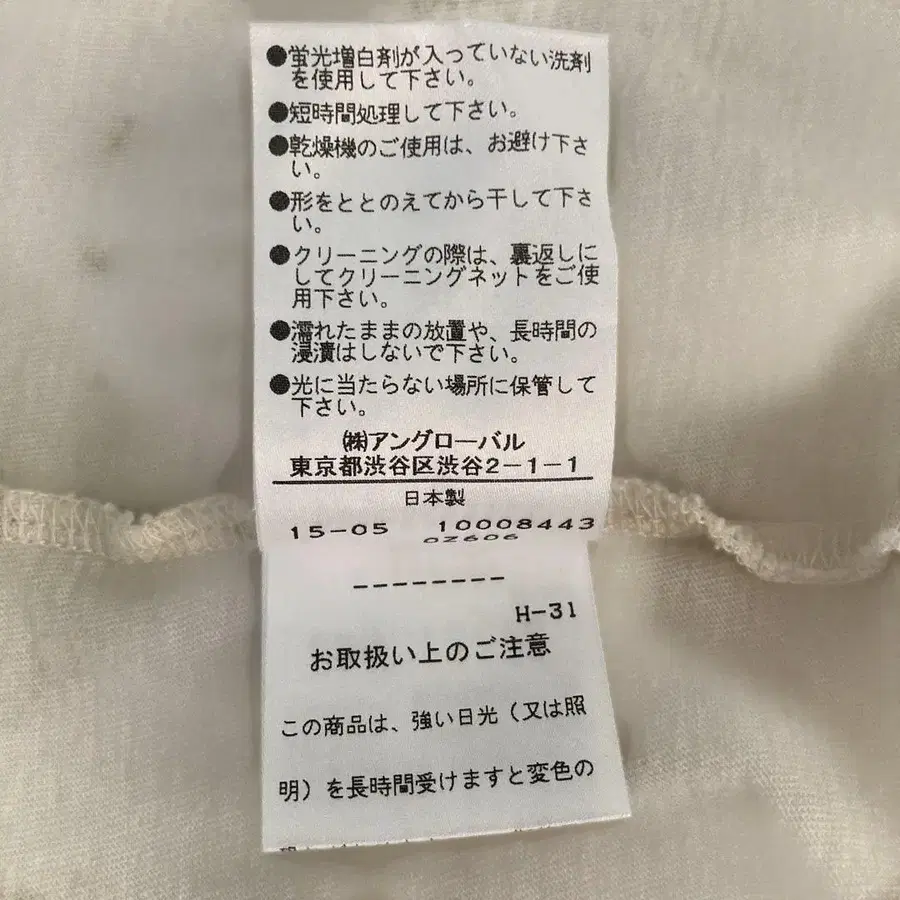 ●蛍光増白剤が入っていない洗剤
を使用して下さい。
●短時間処理して下さい。
●乾燥機のご使用は、お避け下さ
い。
●形をととのえてから干して下さ
い。
●クリーニングの際は、裏返しに
してクリーニングネットをご使
用下さい。
●濡れたままの放置や、長時間の
浸漬はしないで下さい。
●光に当たらない場所に保管して
下さい。
㈱アングローバル
東京都渋谷区渋谷2-1-1
日本製
15-05 10008443
02606
--------
H-31
お取扱い上のご注意
この商品は、強い日光(又は照
明)を長時間受けますと変色の